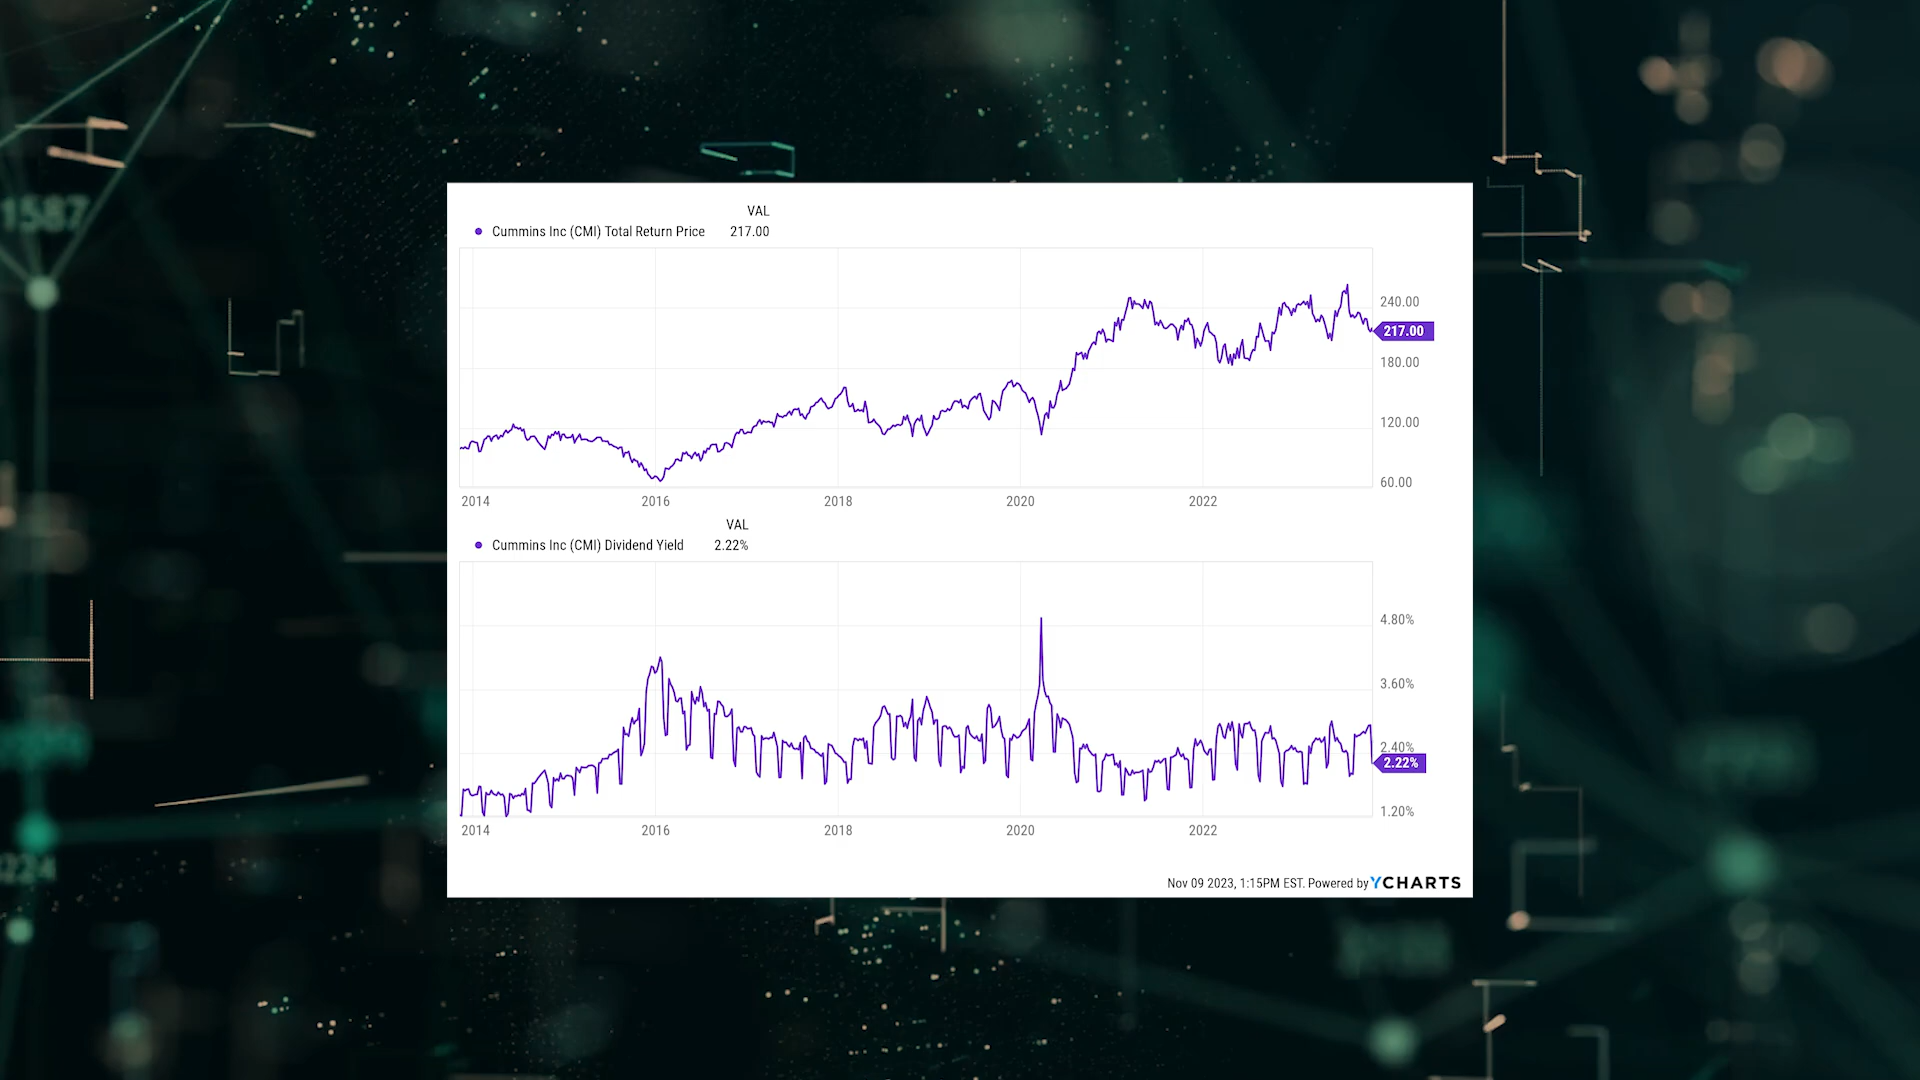 1587
VAL
Cummins Inc (CMI) Total Return Price 217.00
240.00
217.00
180.00
120.00
60.00
2014 2016 2018 2020 2022
VAL
Cummins Inc (CMI) Dividend Yield 2.22%
4.80%
3.60%
2.40%
2.22%
1.20%
2014 2016 2018 2020 2022
Nov 09 2023, 1:15PM EST. Powered by YCHARTS